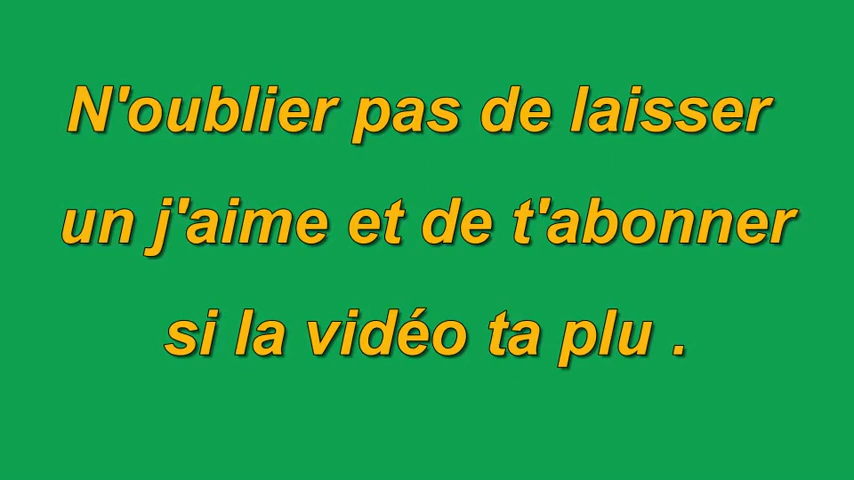 N'oublier pas de laisser
un j'aime et de t'abonner
si la vidéo ta plu .